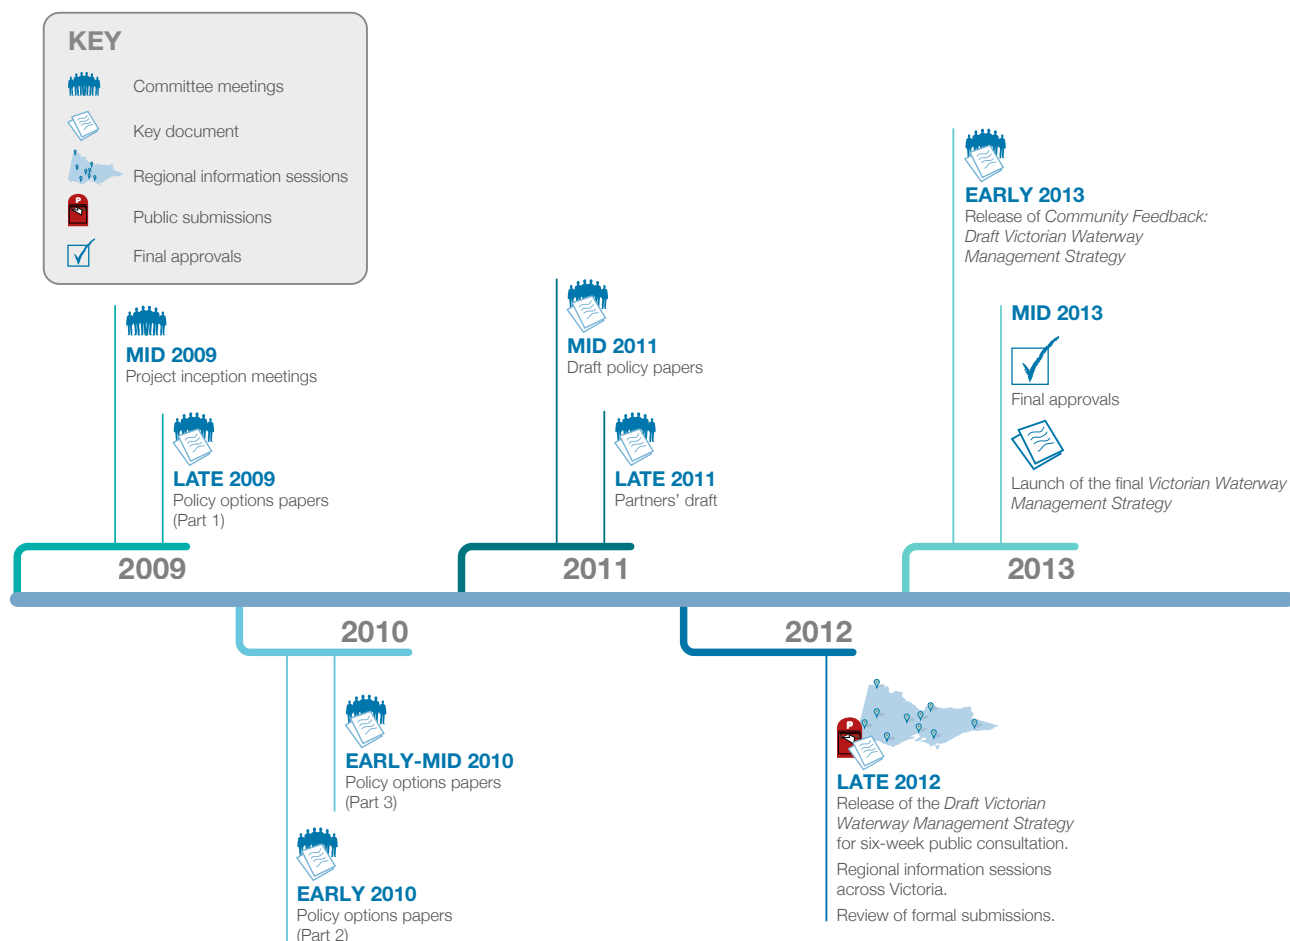 KEY
Committee meetings
Key document
Regional information sessions
P
Public submissions
Final approvals
MID 2009
Project inception meetings
LATE 2009
Policy options papers
(Part 1)
2009
EARLY-MID 2010
Policy options papers
(Part 3)
EARLY 2010
Policy options papers
(Part 2)
2010
MID 2011
Draft policy papers
LATE 2011
Partners’ draft
2011
P
LATE 2012
Release of the Draft Victorian
Waterway Management Strategy
for six-week public consultation.
Regional information sessions
across Victoria.
Review of formal submissions.
2012
EARLY 2013
Release of Community Feedback:
Draft Victorian Waterway
Management Strategy
MID 2013
Final approvals
Launch of the final Victorian Waterway
Management Strategy
2013